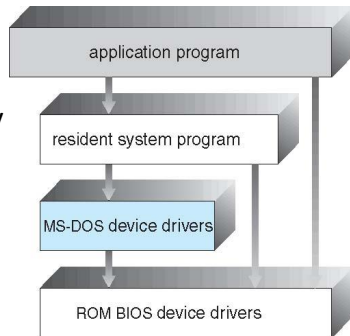 application program
resident system program
MS-DOS device drivers
ROM BIOS device drivers